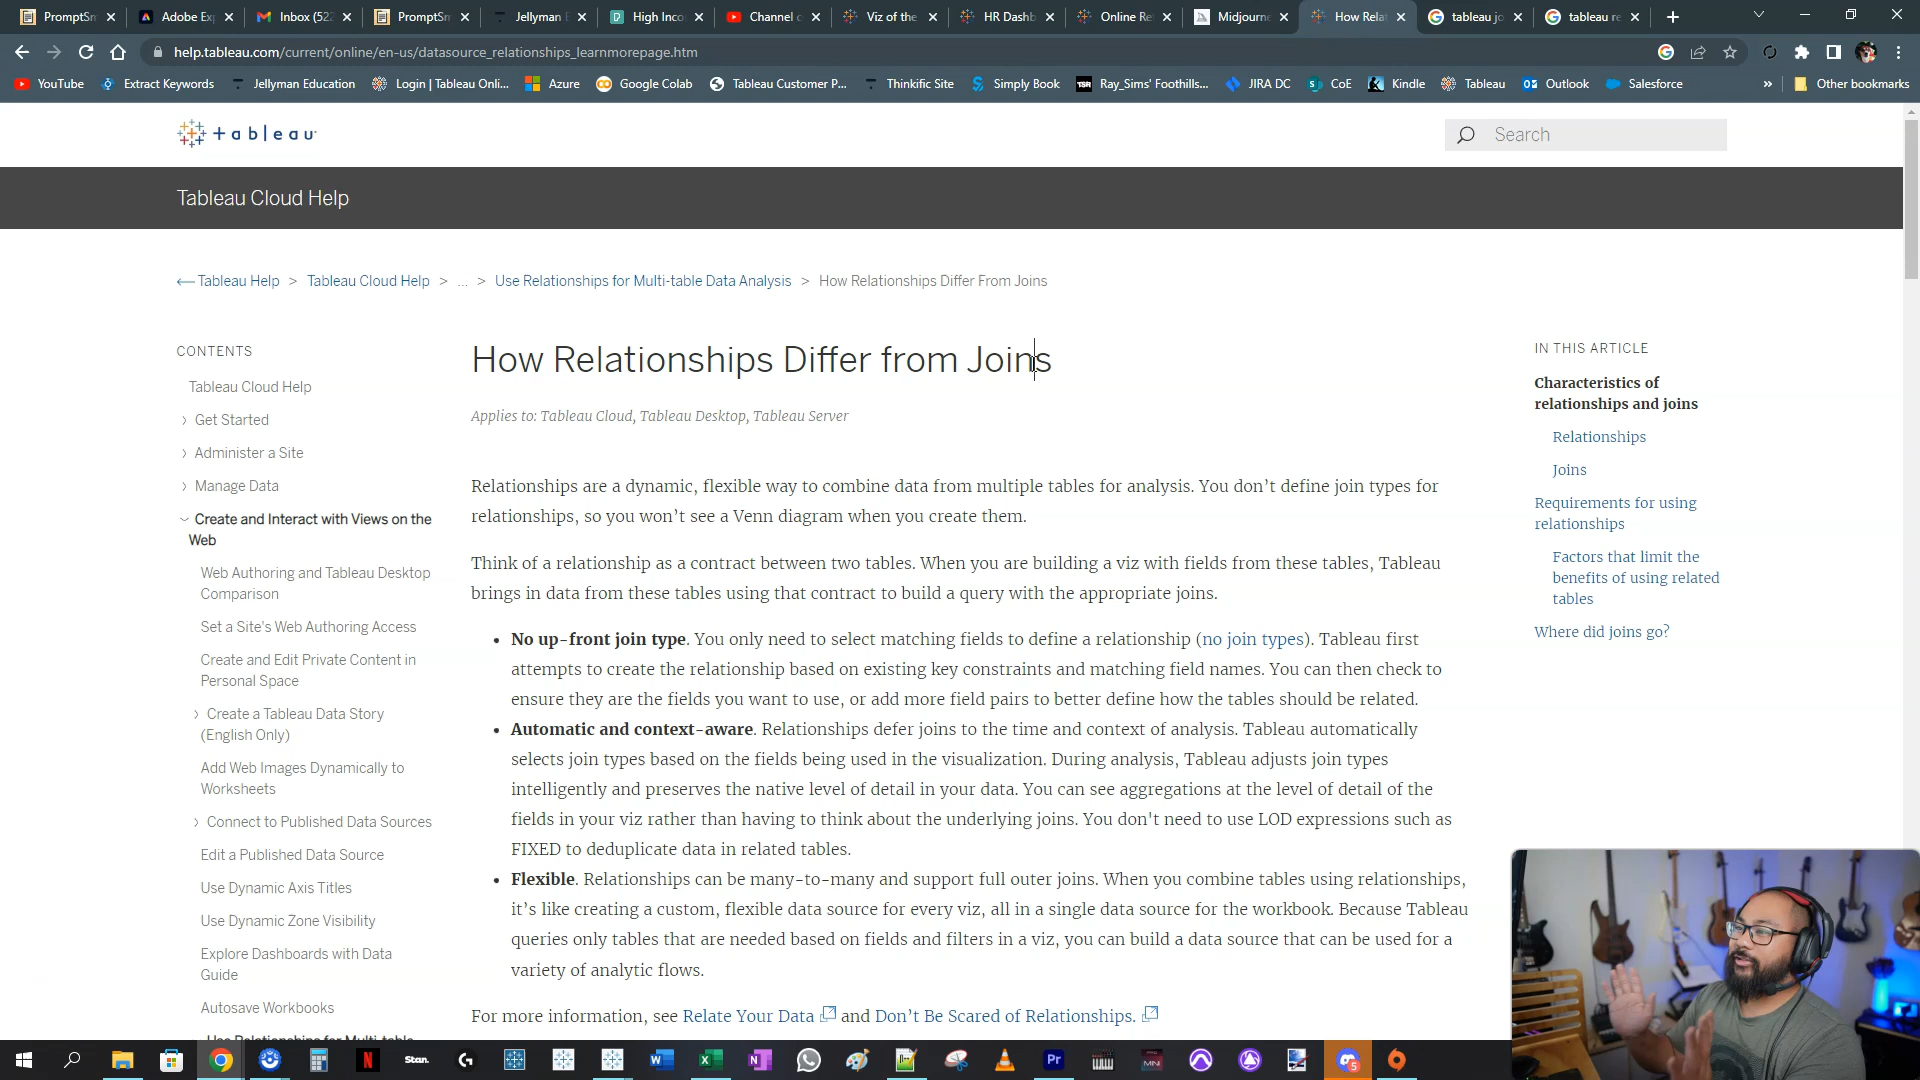 PromptSm
Adobe Exp
Inbox (522
PromptSm
Jellyman E
High Inco
Channel c
Viz of the
HR Dashb
Online Re
Midjourne
How Relat
tableau jo
tableau re
help.tableau.com/current/online/en-us/datasource_relationships_learnmorepage.htm
YouTube
Extract Keywords
Jellyman Education
Login | Tableau Onli...
Azure
Google Colab
Tableau Customer P...
Thinkific Site
Simply Book
Ray_Sims' Foothills...
JIRA DC
CoE
Kindle
Tableau
Outlook
Salesforce
»
Other bookmarks
+ a b l e a u
Search
Tableau Cloud Help
Tableau Help > Tableau Cloud Help > ... > Use Relationships for Multi-table Data Analysis > How Relationships Differ From Joins
CONTENTS
Tableau Cloud Help
Get Started
Administer a Site
Manage Data
Create and Interact with Views on the
Web
Web Authoring and Tableau Desktop
Comparison
Set a Site's Web Authoring Access
Create and Edit Private Content in
Personal Space
Create a Tableau Data Story
(English Only)
Add Web Images Dynamically to
Worksheets
Connect to Published Data Sources
Edit a Published Data Source
Use Dynamic Axis Titles
Use Dynamic Zone Visibility
Explore Dashboards with Data
Guide
Autosave Workbooks
Use Relationships for Multi-table
How Relationships Differ from Joins
Applies to: Tableau Cloud, Tableau Desktop, Tableau Server
Relationships are a dynamic, flexible way to combine data from multiple tables for analysis. You don’t define join types for
relationships, so you won’t see a Venn diagram when you create them.
Think of a relationship as a contract between two tables. When you are building a viz with fields from these tables, Tableau
brings in data from these tables using that contract to build a query with the appropriate joins.
• No up-front join type. You only need to select matching fields to define a relationship (no join types). Tableau first
attempts to create the relationship based on existing key constraints and matching field names. You can then check to
ensure they are the fields you want to use, or add more field pairs to better define how the tables should be related.
• Automatic and context-aware. Relationships defer joins to the time and context of analysis. Tableau automatically
selects join types based on the fields being used in the visualization. During analysis, Tableau adjusts join types
intelligently and preserves the native level of detail in your data. You can see aggregations at the level of detail of the
fields in your viz rather than having to think about the underlying joins. You don't need to use LOD expressions such as
FIXED to deduplicate data in related tables.
• Flexible. Relationships can be many-to-many and support full outer joins. When you combine tables using relationships,
it’s like creating a custom, flexible data source for every viz, all in a single data source for the workbook. Because Tableau
queries only tables that are needed based on fields and filters in a viz, you can build a data source that can be used for a
variety of analytic flows.
For more information, see Relate Your Data and Don’t Be Scared of Relationships.
IN THIS ARTICLE
Characteristics of
relationships and joins
Relationships
Joins
Requirements for using
relationships
Factors that limit the
benefits of using related
tables
Where did joins go?
Stan.
Pr